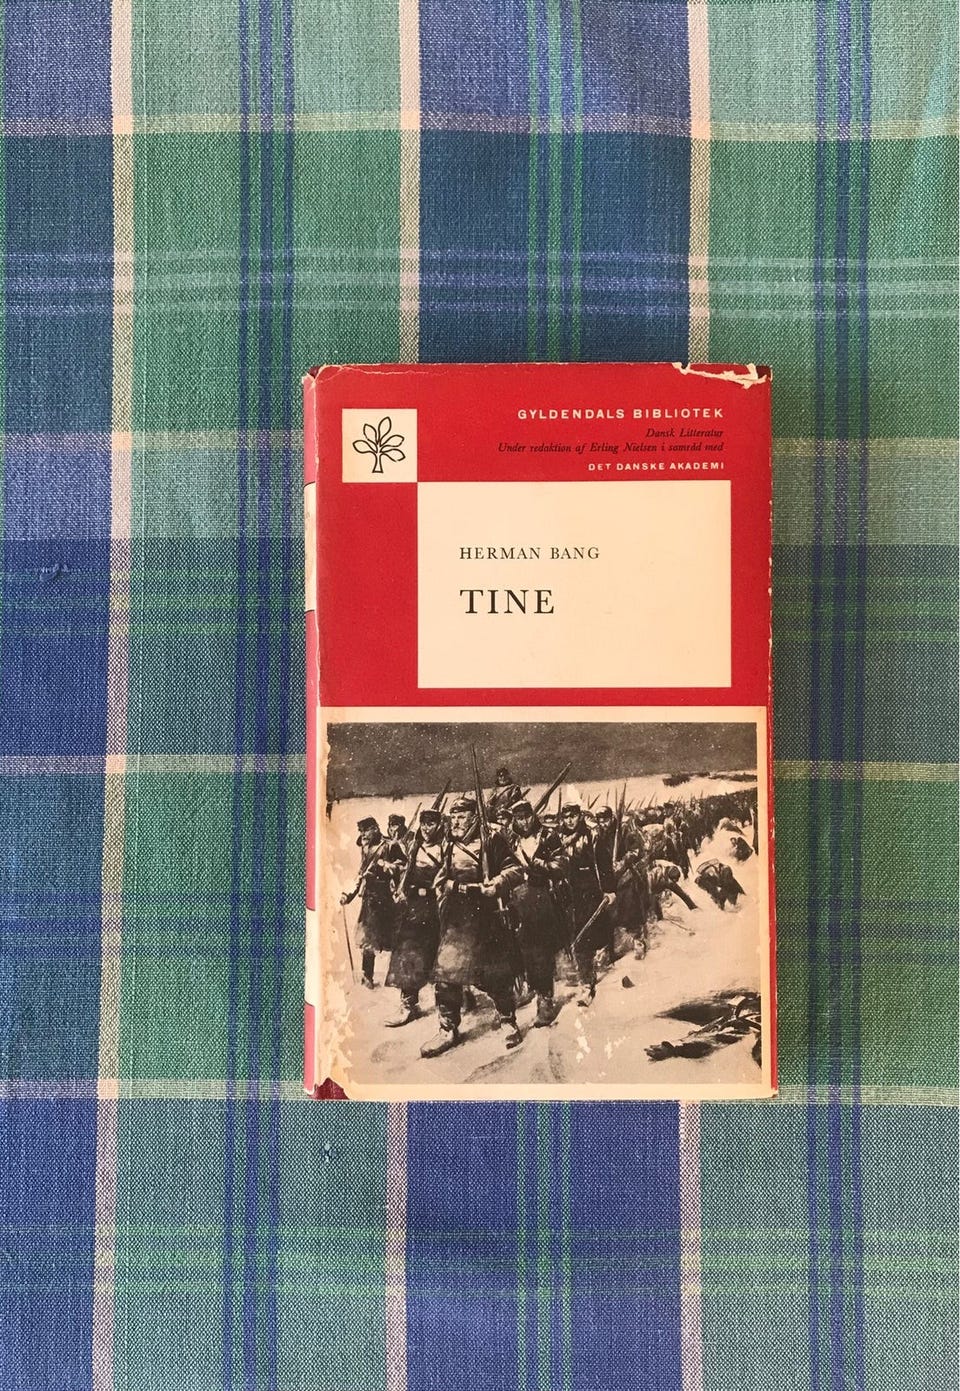 GYLDENDALS BIBLIOTEK
Dansk Litteratur
Under redaktion af Erling Nielsen i samråd med
DET DANSKE AKADEMI
HERMAN BANG
TINE